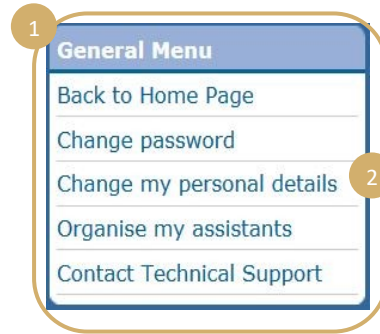 1
General Menu
Back to Home Page
Change password
Change my personal details
2
Organise my assistants
Contact Technical Support